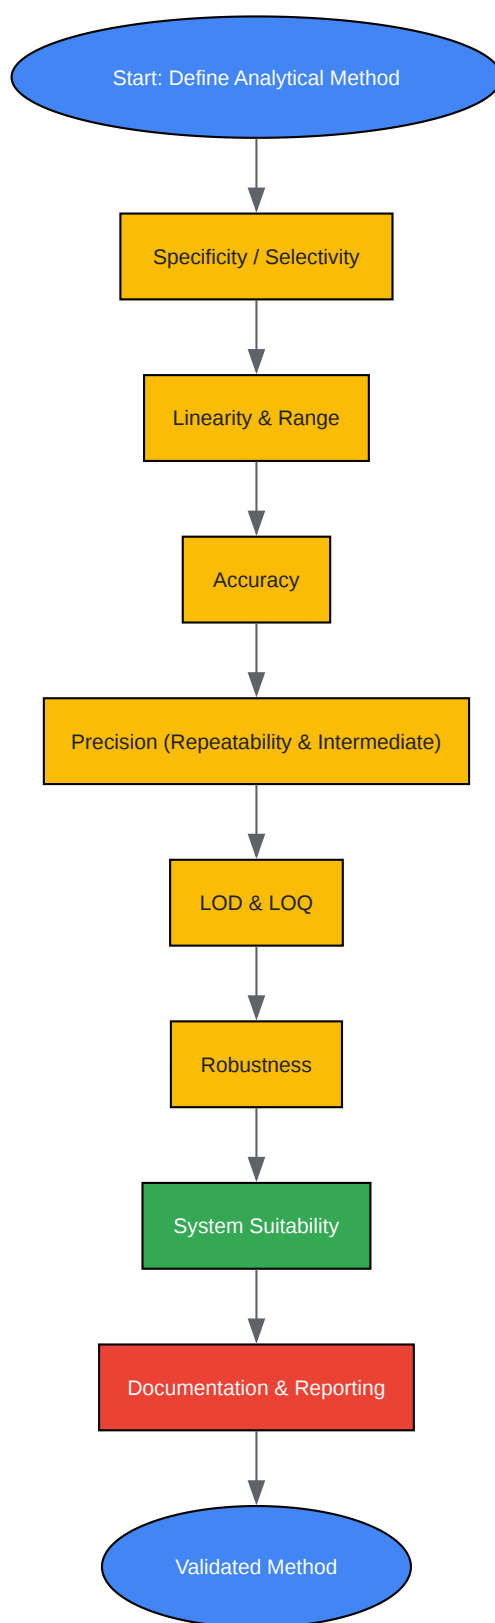 Start: Define Analytical Method
Specificity / Selectivity
Linearity & Range
Accuracy
Precision (Repeatability & Intermediate)
LOD & LOQ
Robustness
System Suitability
Documentation & Reporting
Validated Method